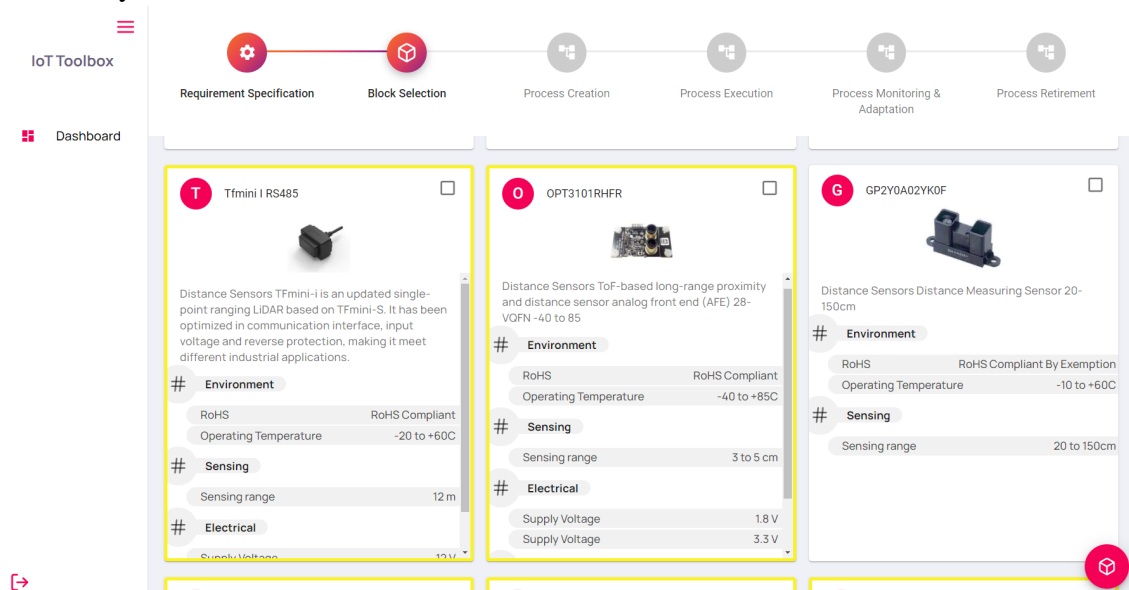 IoT Toolbox
Dashboard
Requirement Specification
Block Selection
Process Creation
Process Execution
Process Monitoring &
Adaptation
Process Retirement
T
Tfmini I RS485
Distance Sensors TFmini-i is an updated single-
point ranging LiDAR based on TFmini-S. It has been
optimized in communication interface, input
voltage and reverse protection, making it meet
different industrial applications.
# Environment
RoHS RoHS Compliant
Operating Temperature -20 to +60C
# Sensing
Sensing range 12 m
# Electrical
Supply Voltage 12 V
O
OPT3101RHFR
Distance Sensors ToF-based long-range proximity
and distance sensor analog front end (AFE) 28-
VQFN -40 to 85
# Environment
RoHS RoHS Compliant
Operating Temperature -40 to +85C
# Sensing
Sensing range 3 to 5 cm
# Electrical
Supply Voltage 1.8 V
Supply Voltage 3.3 V
G
GP2Y0A02YK0F
Distance Sensors Distance Measuring Sensor 20-
150cm
# Environment
RoHS RoHS Compliant By Exemption
Operating Temperature -10 to +60C
# Sensing
Sensing range 20 to 150cm